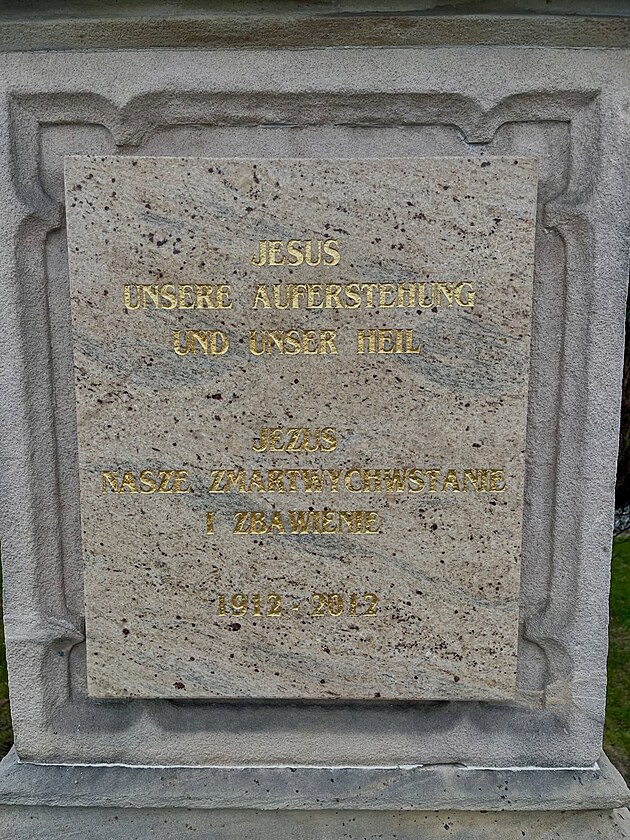 JESUS
UNSERE AUFERSTEHUNG
UND UNSER HEIL
JEZUS
NASZE ZMARTWYCHWSTANIE
I ZBAWIENIE
1912 - 2012